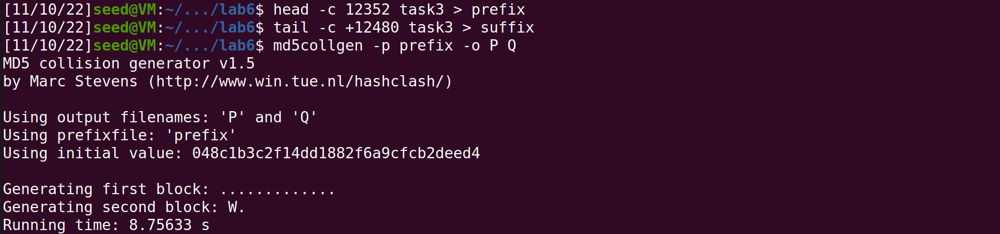 [11/10/22]seed@VM:~/.../lab6$ head -c 12352 task3 > prefix
[11/10/22]seed@VM:~/.../lab6$ tail -c +12480 task3 > suffix
[11/10/22]seed@VM:~/.../lab6$ md5collgen -p prefix -o P Q
MD5 collision generator v1.5
by Marc Stevens (http://www.win.tue.nl/hashclash/)
Using output filenames: 'P' and 'Q'
Using prefixfile: 'prefix'
Using initial value: 048c1b3c2f14dd1882f6a9cfcb2deed4
Generating first block: .............
Generating second block: W.
Running time: 8.75633 s